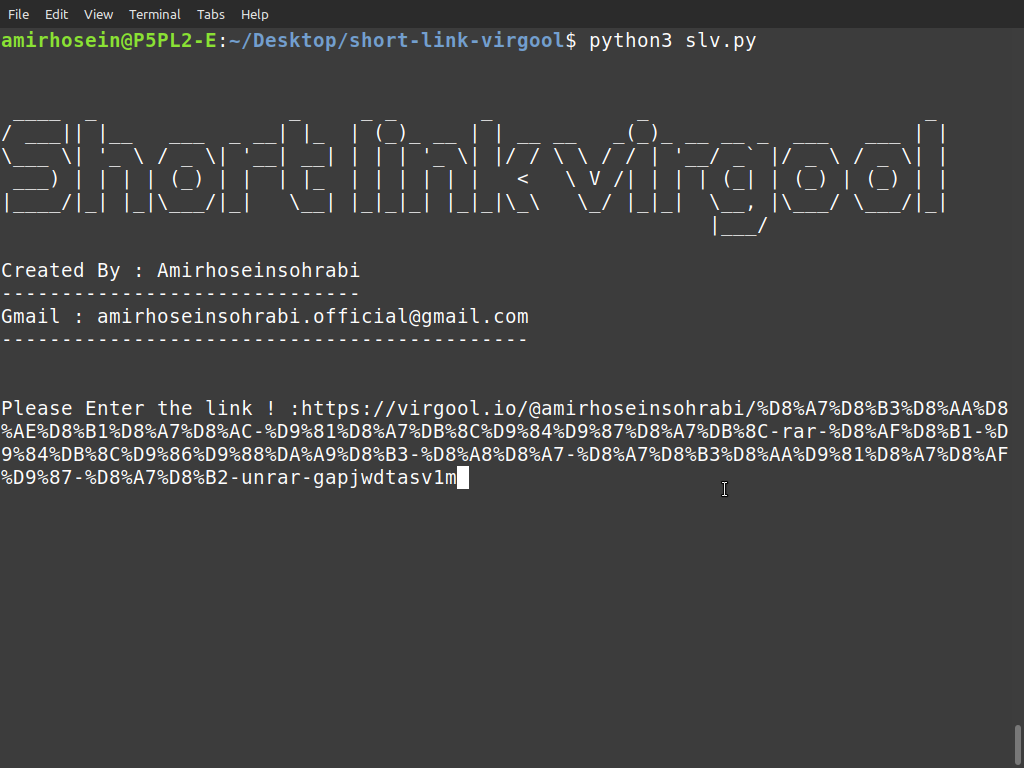 File Edit View Terminal Tabs Help
amirhosein@P5PL2-E:~/Desktop/short-link-virgool$ python3 slv.py
Short link virgool
Created By : Amirhoseinsohrabi
------------------------------
Gmail : amirhoseinsohrabi.official@gmail.com
--------------------------------------------
Please Enter the link ! :https://virgool.io/@amirhoseinsohrabi/%D8%A7%D8%B3%D8%AA%D8
%AE%D8%B1%D8%A7%D8%AC-%D9%81%D8%A7%DB%8C%D9%84%D9%87%D8%A7%DB%8C-rar-%D8%AF%D8%B1-%D
9%84%DB%8C%D9%86%D9%88%DA%A9%D8%B3-%D8%A8%D8%A7-%D8%A7%D8%B3%D8%AA%D9%81%D8%A7%D8%AF
%D9%87-%D8%A7%D8%B2-unrar-gapjwdtasv1m